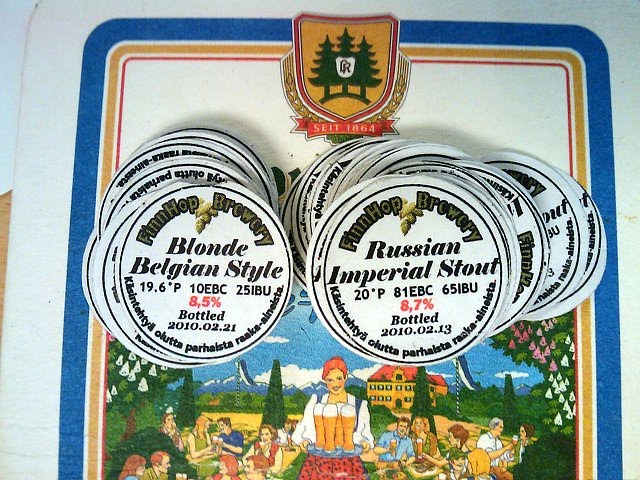 CR
SEIT 1864
FinnHop Brewery
Blonde
Belgian Style
19.6°P 10EBC 25IBU
8,5%
Bottled
2010.02.21
Käsintehtyä olutta parhaista raaka-aineista
FinnHop Brewery
Russian
Imperial Stout
20°P 81EBC 65IBU
8,7%
Bottled
2010.02.13
Käsintehtyä olutta parhaista raaka-aineista